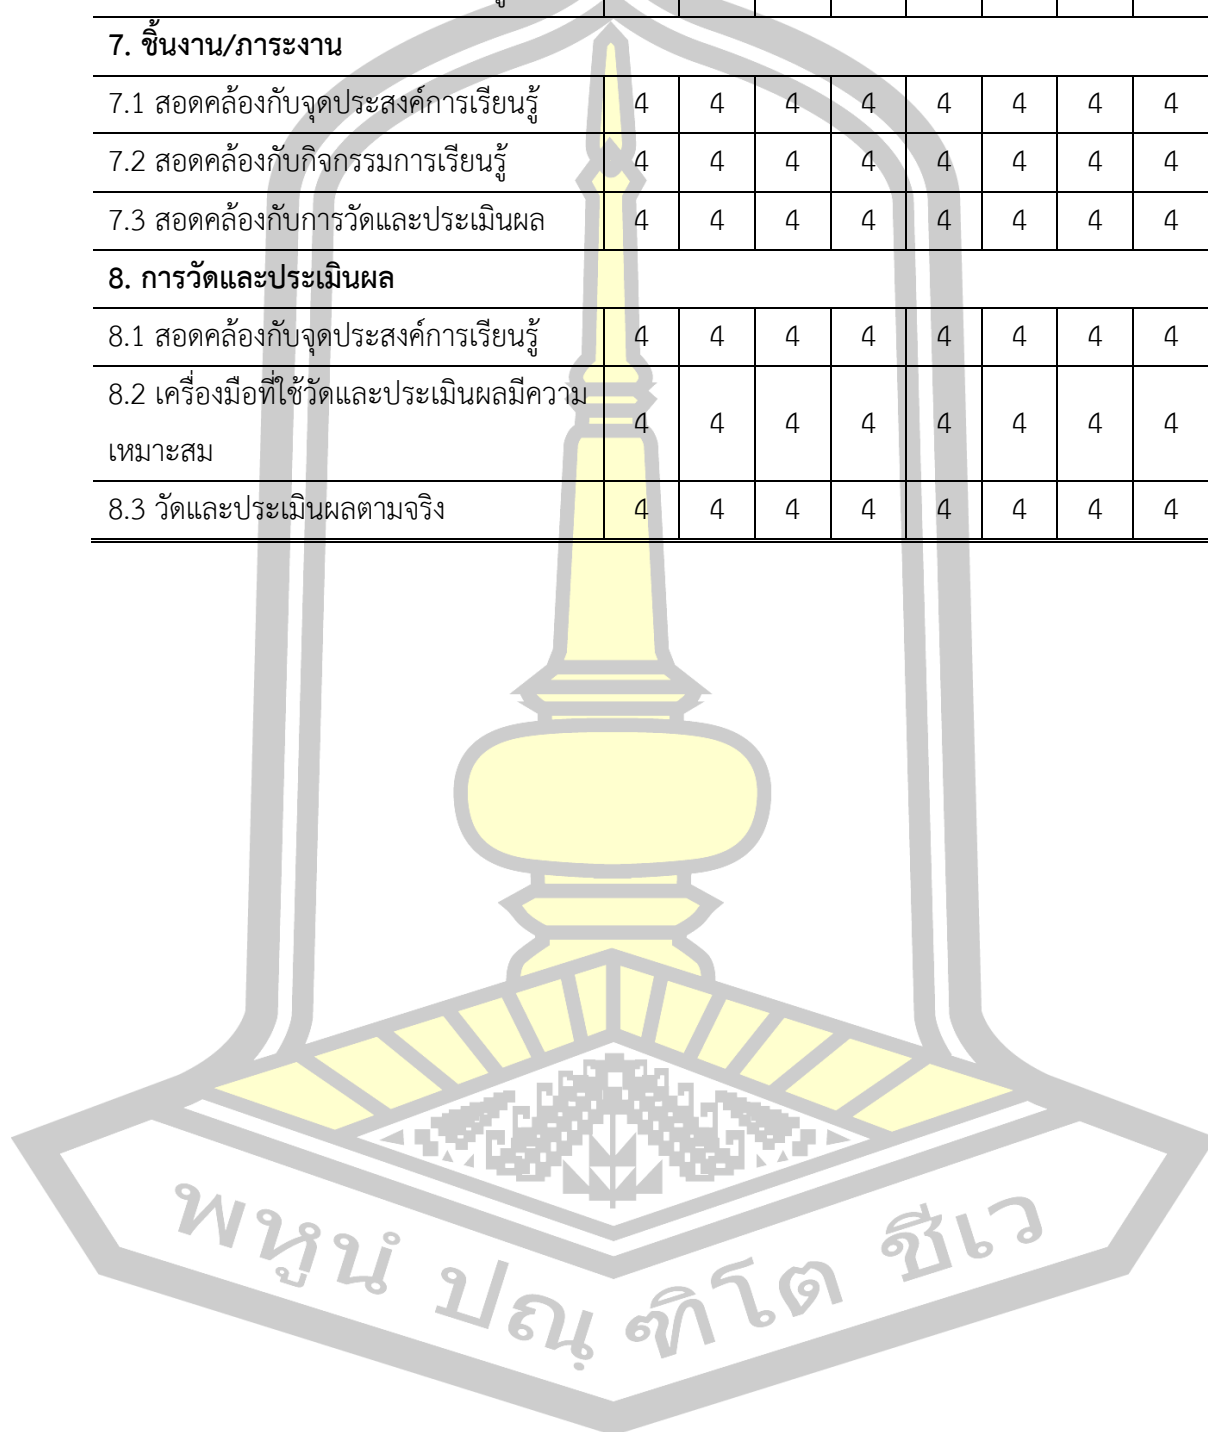 7. ชิ้นงาน/ภาระงาน
7.1 สอดคล้องกับจุดประสงค์การเรียนรู้ 4 4 4 4 4 4 4 4
7.2 สอดคล้องกับกิจกรรมการเรียนรู้ 4 4 4 4 4 4 4 4
7.3 สอดคล้องกับการวัดและประเมินผล 4 4 4 4 4 4 4 4
8. การวัดและประเมินผล
8.1 สอดคล้องกับจุดประสงค์การเรียนรู้ 4 4 4 4 4 4 4 4
8.2 เครื่องมือที่ใช้วัดและประเมินผลมีความ
เหมาะสม 4 4 4 4 4 4 4 4
8.3 วัดและประเมินผลตามจริง 4 4 4 4 4 4 4 4
พหูนํ ปณฺฑิโต ชีเว